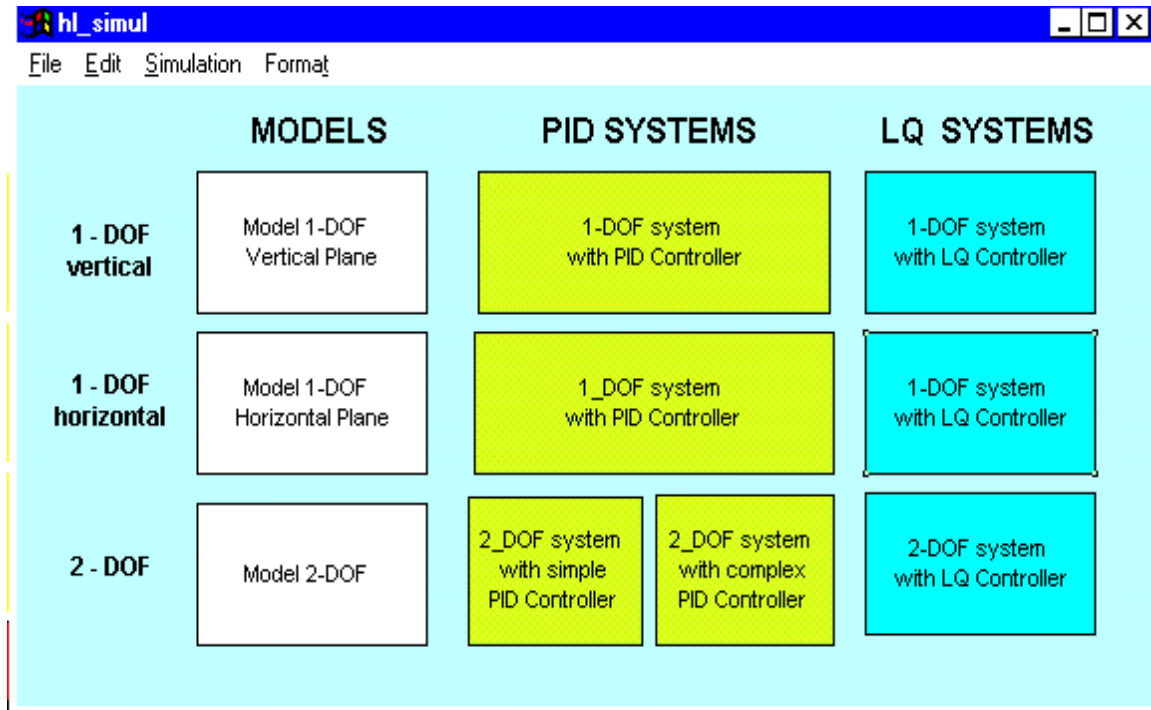 hl_simul
File Edit Simulation Format
MODELS PID SYSTEMS LQ SYSTEMS
1 - DOF
vertical
Model 1-DOF
Vertical Plane
1-DOF system
with PID Controller
1-DOF system
with LQ Controller
1 - DOF
horizontal
Model 1-DOF
Horizontal Plane
1_DOF system
with PID Controller
1-DOF system
with LQ Controller
2 - DOF
Model 2-DOF
2_DOF system
with simple
PID Controller
2_DOF system
with complex
PID Controller
2-DOF system
with LQ Controller